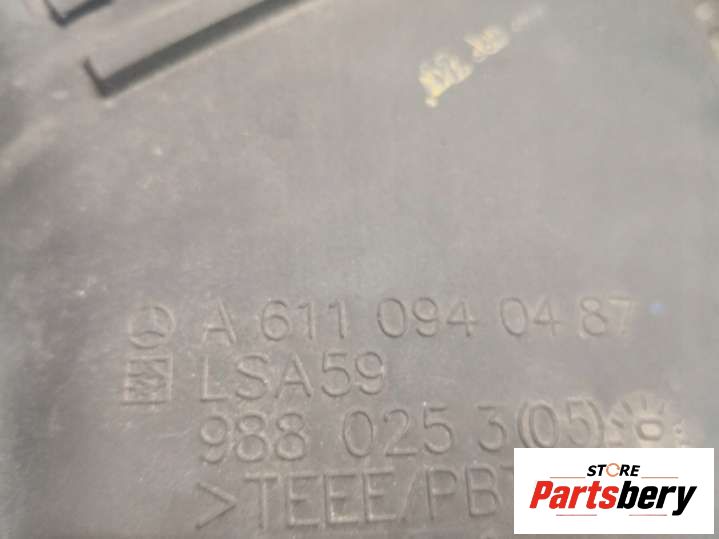 A 611 094 04 87
LSA59
988 025 3(05)
>TEEE/PBT
STORE
Partsbery